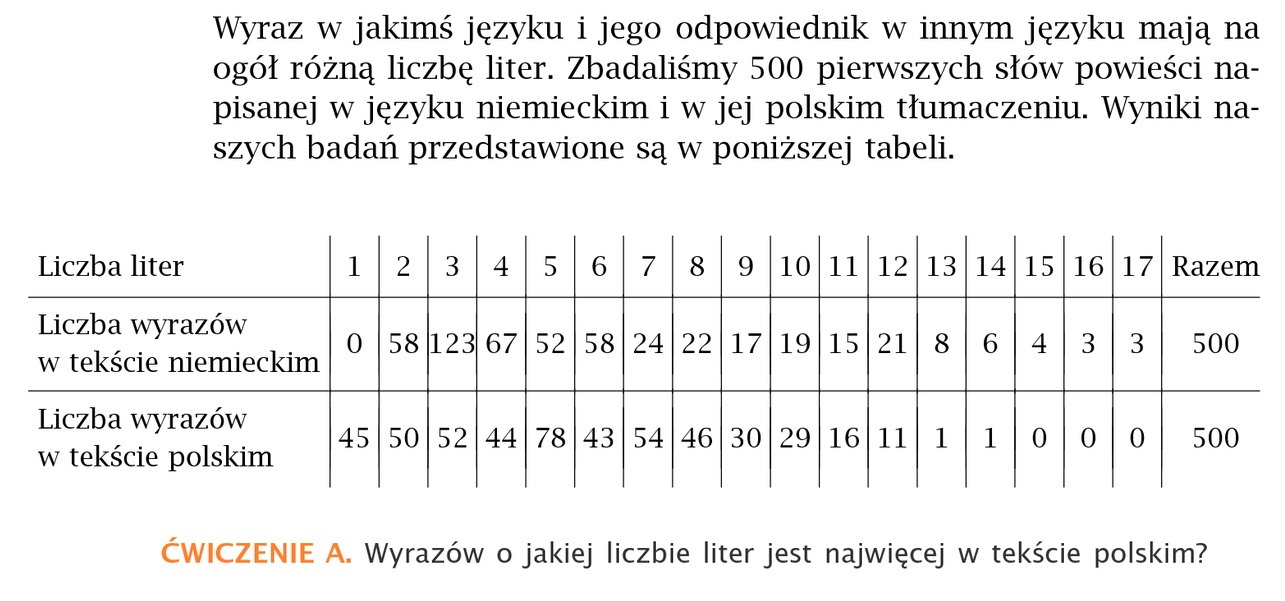 Wyraz w jakimś języku i jego odpowiednik w innym języku mają na
ogół różną liczbę liter. Zbadaliśmy 500 pierwszych słów powieści na-
pisanej w języku niemieckim i w jej polskim tłumaczeniu. Wyniki na-
szych badań przedstawione są w poniższej tabeli.
Liczba liter 1 2 3 4 5 6 7 8 9 10 11 12 13 14 15 16 17 Razem
Liczba wyrazów
w tekście niemieckim 0 58 123 67 52 58 24 22 17 19 15 21 8 6 4 3 3 500
Liczba wyrazów
w tekście polskim 45 50 52 44 78 43 54 46 30 29 16 11 1 1 0 0 0 500
ĆWICZENIE A. Wyrazów o jakiej liczbie liter jest najwięcej w tekście polskim?